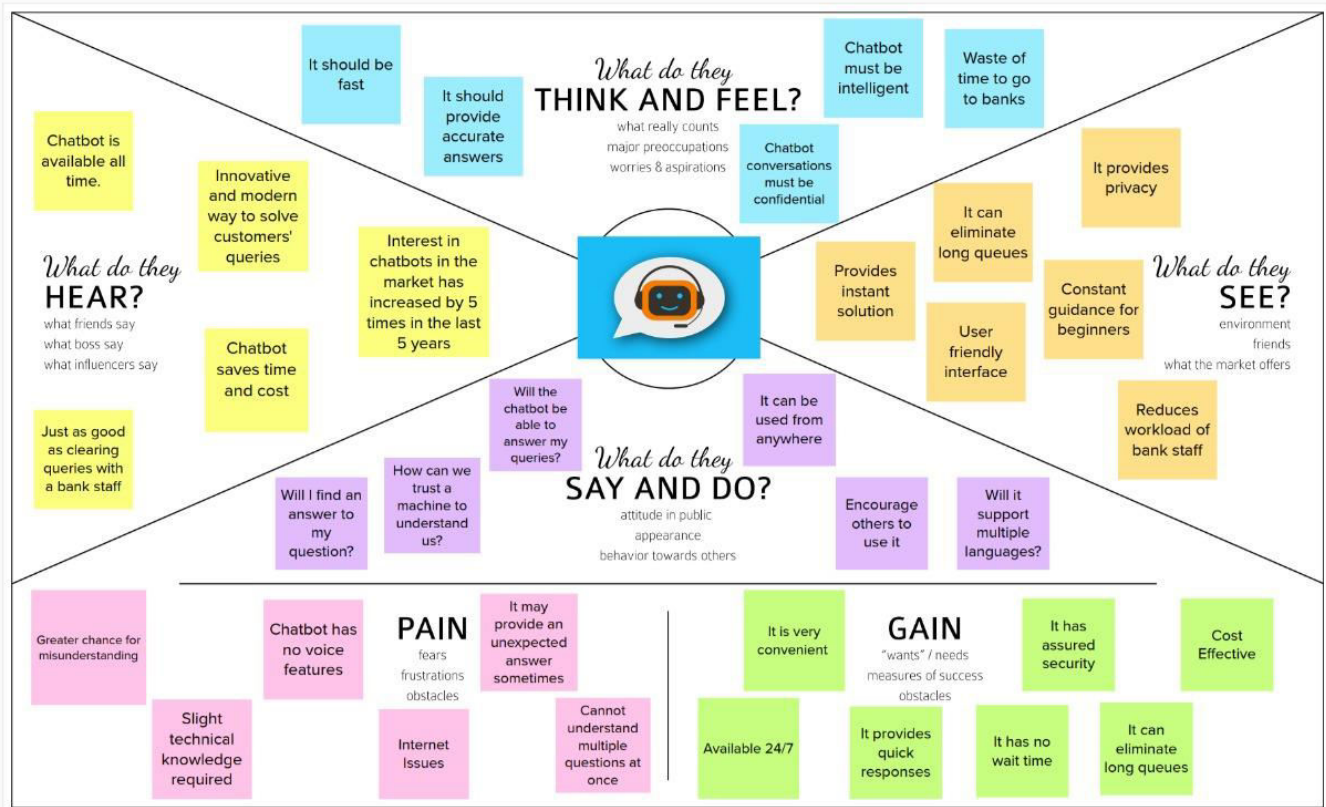 What do they
THINK AND FEEL?
what really counts
major preoccupations
worries & aspirations
It should be
fast
It should
provide
accurate
answers
Chatbot
conversations
must be
confidential
Chatbot
must be
intelligent
Waste of
time to go
to banks
What do they
HEAR?
what friends say
what boss say
what influencers say
Chatbot is
available all
time.
Innovative
and modern
way to solve
customers'
queries
Interest in
chatbots in the
market has
increased by 5
times in the last
5 years
Chatbot
saves time
and cost
Just as good
as clearing
queries with
a bank staff
What do they
SEE?
environment
friends
what the market offers
It provides
privacy
It can
eliminate
long queues
Provides
instant
solution
Constant
guidance for
beginners
User
friendly
interface
Reduces
workload of
bank staff
What do they
SAY AND DO?
attitude in public
appearance
behavior towards others
Will the
chatbot be
able to
answer my
queries?
How can we
trust a
machine to
understand
us?
Will I find an
answer to
my
question?
It can be
used from
anywhere
Encourage
others to
use it
Will it
support
multiple
languages?
PAIN
fears
frustrations
obstacles
Greater chance for
misunderstanding
Chatbot has
no voice
features
It may
provide an
unexpected
answer
sometimes
Slight
technical
knowledge
required
Internet
Issues
Cannot
understand
multiple
questions at
once
GAIN
"wants" / needs
measures of success
obstacles
It is very
convenient
It has
assured
security
Cost
Effective
Available 24/7
It provides
quick
responses
It has no
wait time
It can
eliminate
long queues